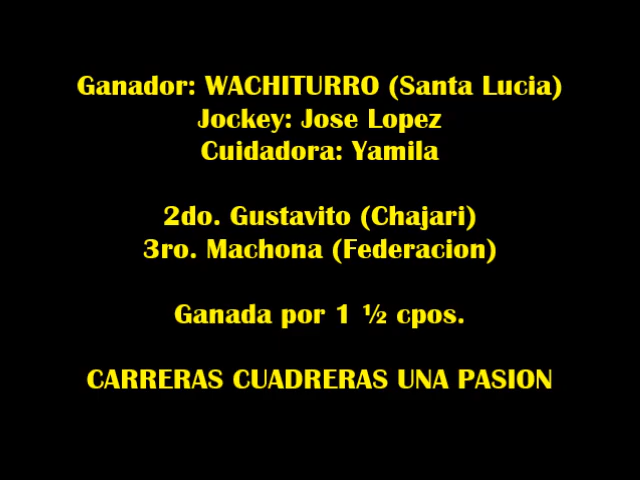 Ganador: WACHITURRO (Santa Lucia)
Jockey: Jose Lopez
Cuidadora: Yamila
2do. Gustavito (Chajari)
3ro. Machona (Federacion)
Ganada por 1 ½ cpos.
CARRERAS CUADRERAS UNA PASION